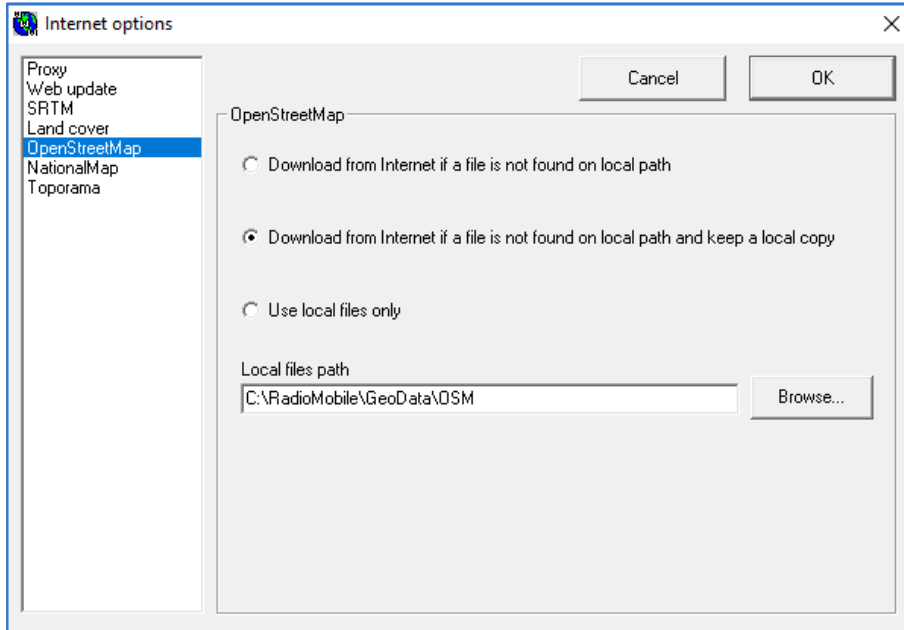 Internet options
Proxy
Web update
SRTM
Land cover
OpenStreetMap
NationalMap
Toporama
Cancel
OK
OpenStreetMap
Download from Internet if a file is not found on local path
Download from Internet if a file is not found on local path and keep a local copy
Use local files only
Local files path
C:\RadioMobile\GeoData\OSM
Browse...